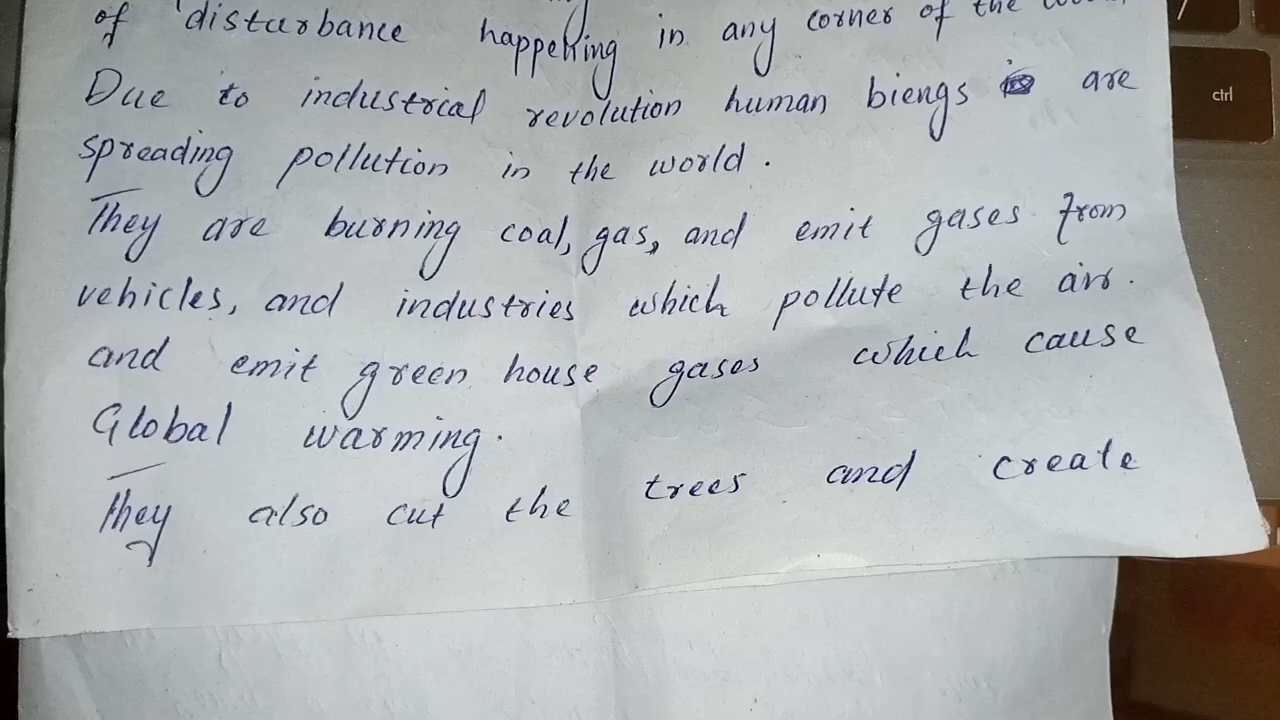 of disturbance happening in any corner of the
Due to industrial revolution human biengs are
spreading pollution in the world.
They are burning coal, gas, and emit gases from
vehicles, and industries which pollute the air.
and emit green house gases which cause
Global warming.
They also cut the trees and create
ctrl